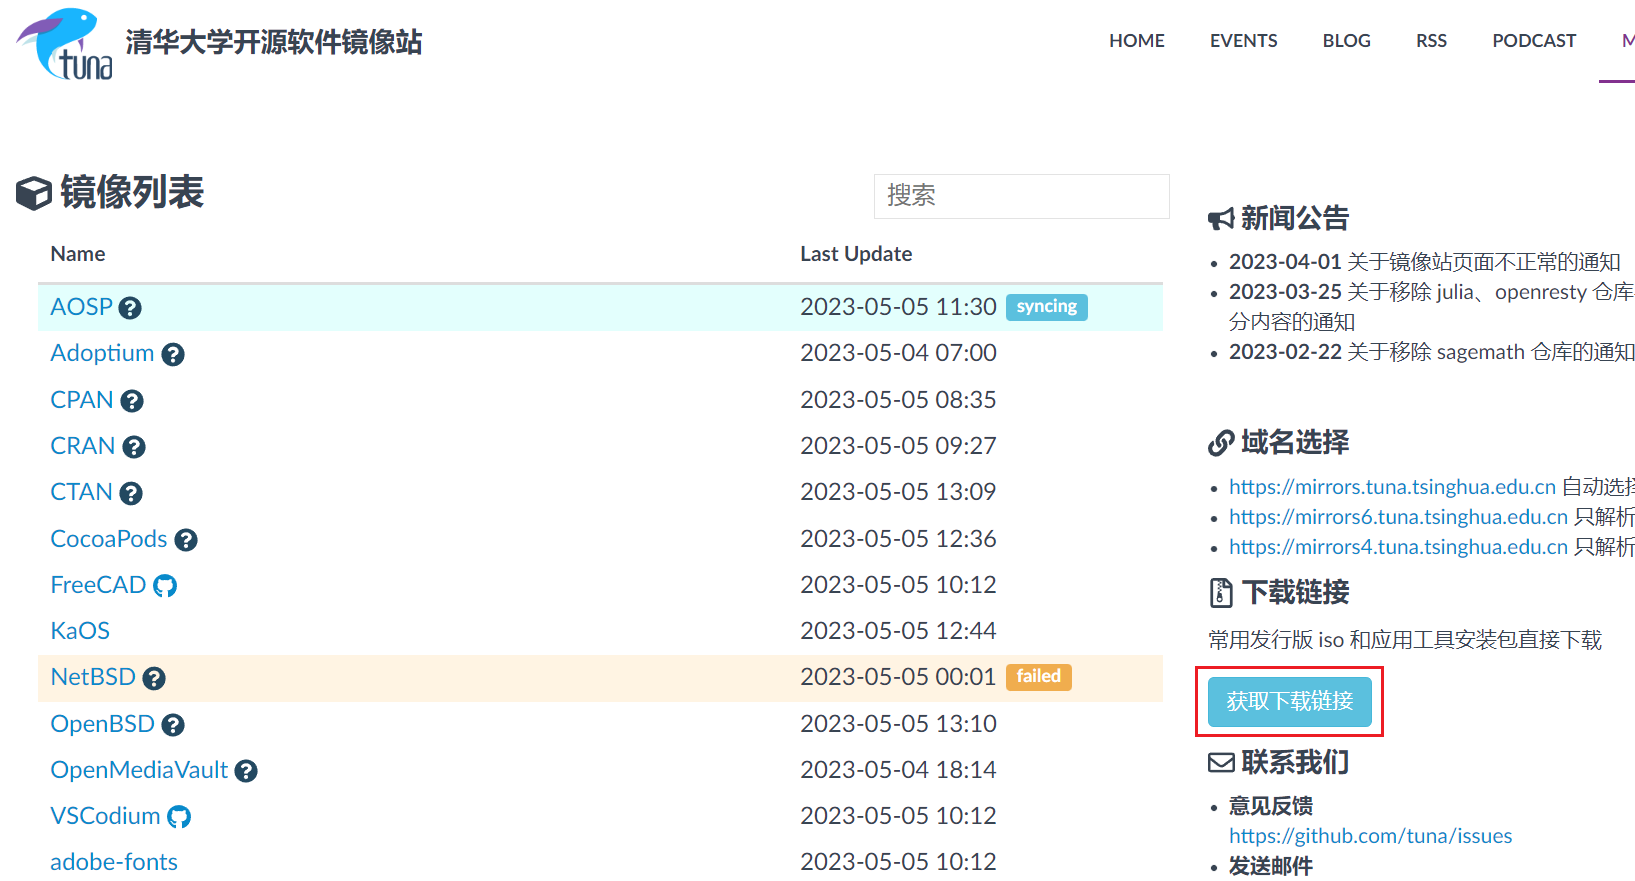 tuna
清华大学开源软件镜像站
HOME EVENTS BLOG RSS PODCAST
镜像列表
搜索
Name Last Update
AOSP 2023-05-05 11:30 syncing
Adoptium 2023-05-04 07:00
CPAN 2023-05-05 08:35
CRAN 2023-05-05 09:27
CTAN 2023-05-05 13:09
CocoaPods 2023-05-05 12:36
FreeCAD 2023-05-05 10:12
KaOS 2023-05-05 12:44
NetBSD 2023-05-05 00:01 failed
OpenBSD 2023-05-05 13:10
OpenMediaVault 2023-05-04 18:14
VSCodium 2023-05-05 10:12
adobe-fonts 2023-05-05 10:12
新闻公告
2023-04-01 关于镜像站页面不正常的通知
2023-03-25 关于移除 julia、openresty 仓库
分内容的通知
2023-02-22 关于移除 sagemath 仓库的通知
域名选择
https://mirrors.tuna.tsinghua.edu.cn 自动选择
https://mirrors6.tuna.tsinghua.edu.cn 只解析
https://mirrors4.tuna.tsinghua.edu.cn 只解析
下载链接
常用发行版 iso 和应用工具安装包直接下载
获取下载链接
联系我们
意见反馈
https://github.com/tuna/issues
发送邮件